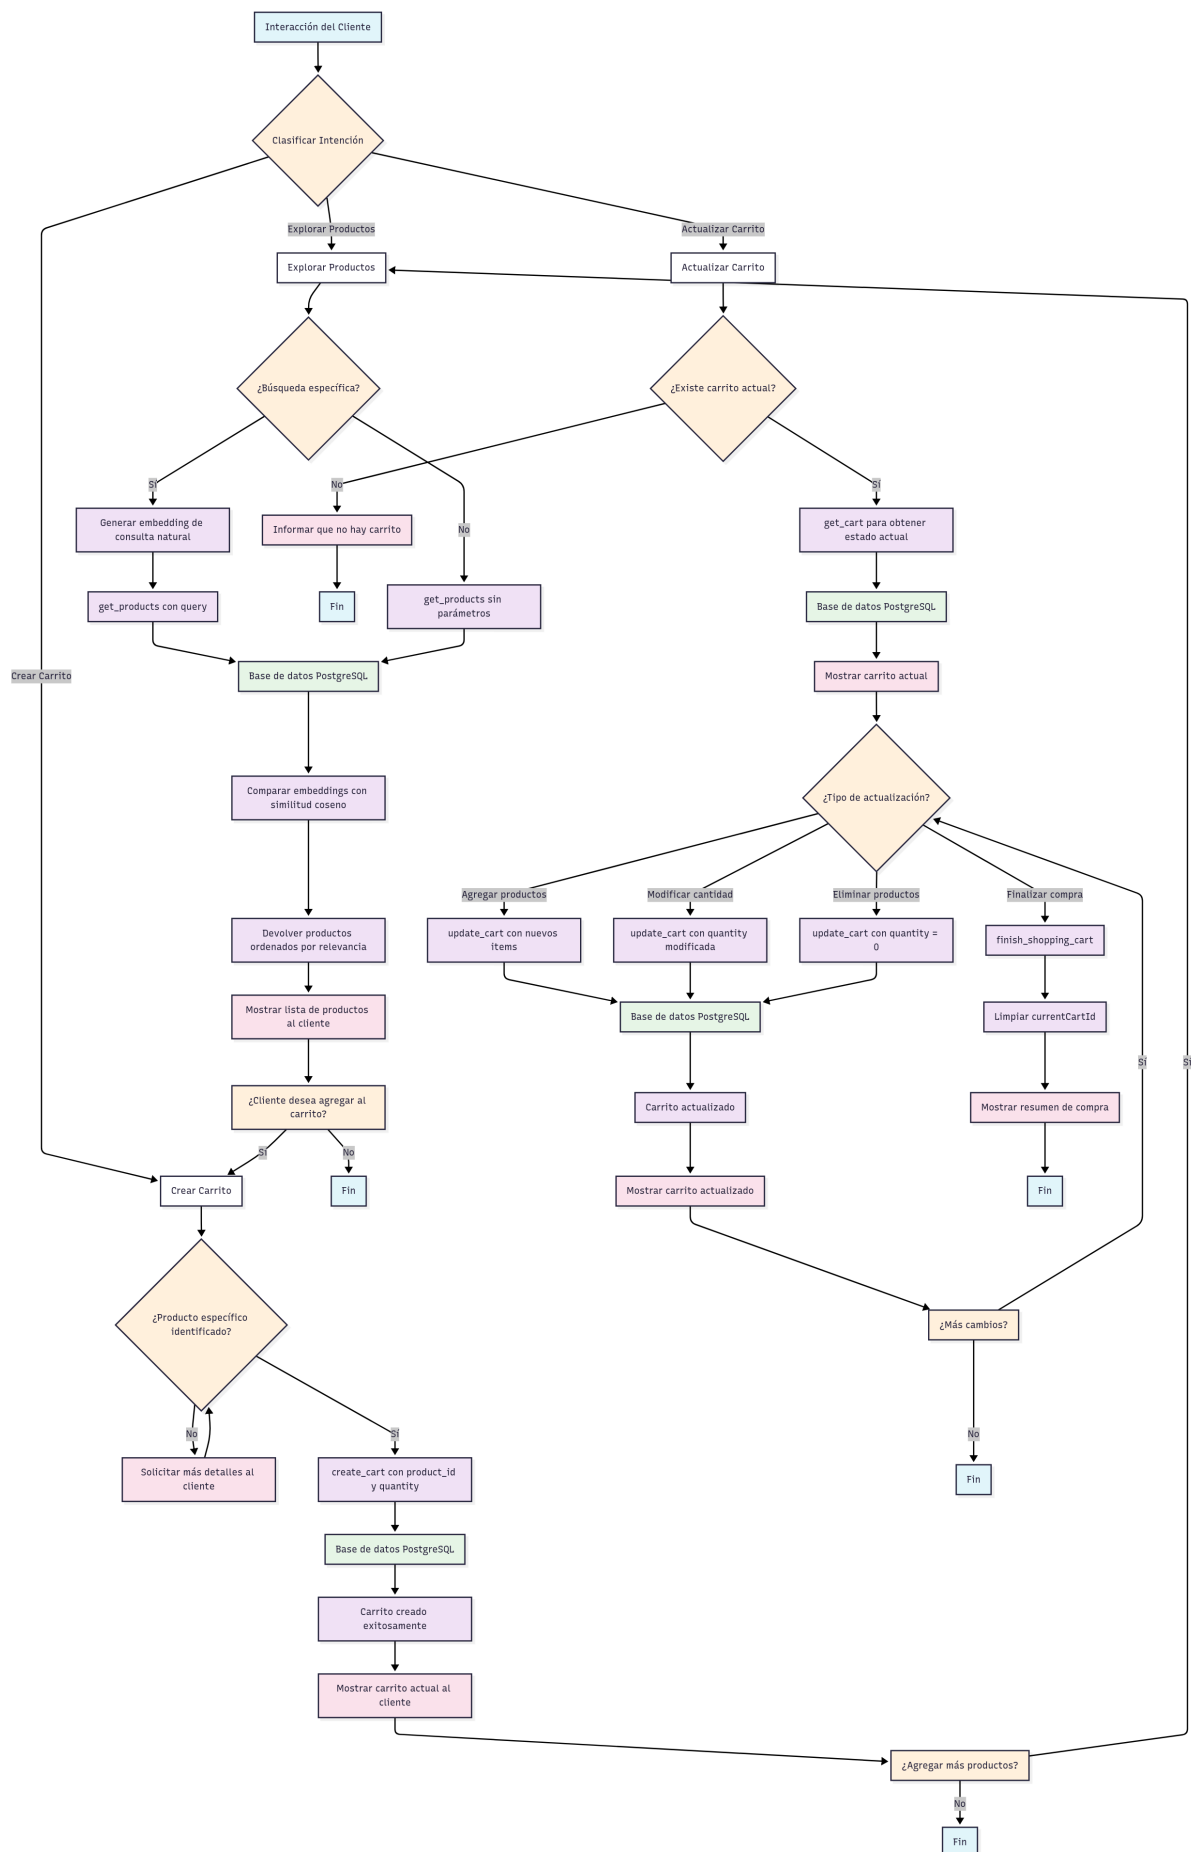 Interacción del Cliente
Clasificar Intención
Explorar Productos
Actualizar Carrito
Explorar Productos
Actualizar Carrito
¿Búsqueda específica?
¿Existe carrito actual?
Sí
No
Sí
Generar embedding de
consulta natural
Informar que no hay carrito
No
get_cart para obtener
estado actual
get_products con query
Fin
get_products sin
parámetros
Base de datos PostgreSQL
Crear Carrito
Base de datos PostgreSQL
Mostrar carrito actual
Comparar embeddings con
similitud coseno
¿Tipo de actualización?
Agregar productos
Modificar cantidad
Eliminar productos
Finalizar compra
Devolver productos
ordenados por relevancia
update_cart con nuevos
items
update_cart con quantity
modificada
update_cart con quantity =
0
finish_shopping_cart
Mostrar lista de productos
al cliente
Base de datos PostgreSQL
Limpiar currentCartId
Sí
Sí
¿Cliente desea agregar al
carrito?
Carrito actualizado
Mostrar resumen de compra
Sí
No
Crear Carrito
Fin
Mostrar carrito actualizado
Fin
¿Producto específico
identificado?
¿Más cambios?
No
Sí
No
Solicitar más detalles al
cliente
create_cart con product_id
y quantity
Fin
Base de datos PostgreSQL
Carrito creado
exitosamente
Mostrar carrito actual al
cliente
¿Agregar más productos?
No
Fin